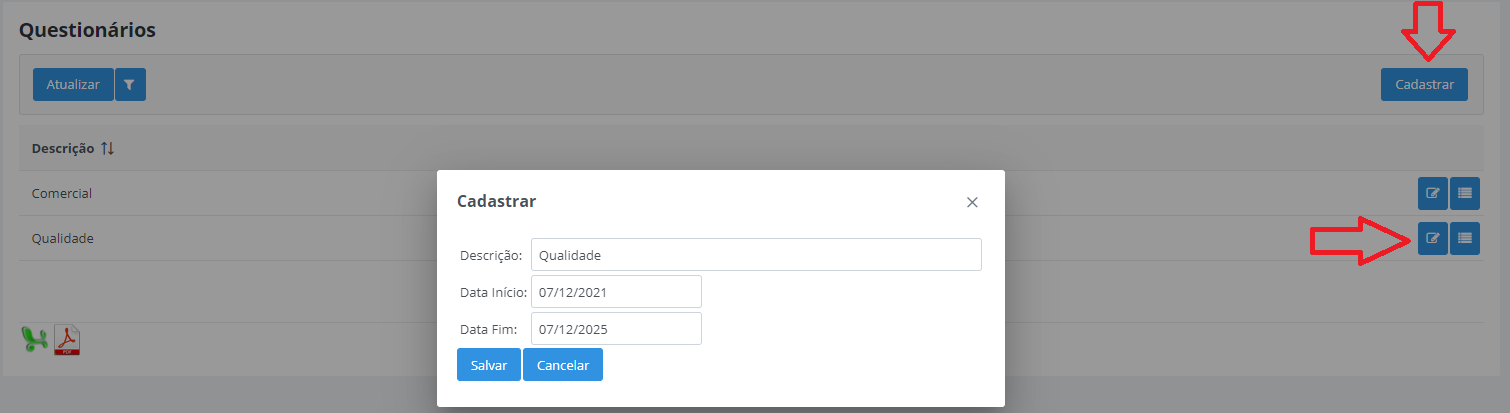 Questionários
Atualizar
Cadastrar
Descrição
Comercial
Qualidade
Cadastrar
Descrição: Qualidade
Data Início: 07/12/2021
Data Fim: 07/12/2025
Salvar Cancelar
PDF